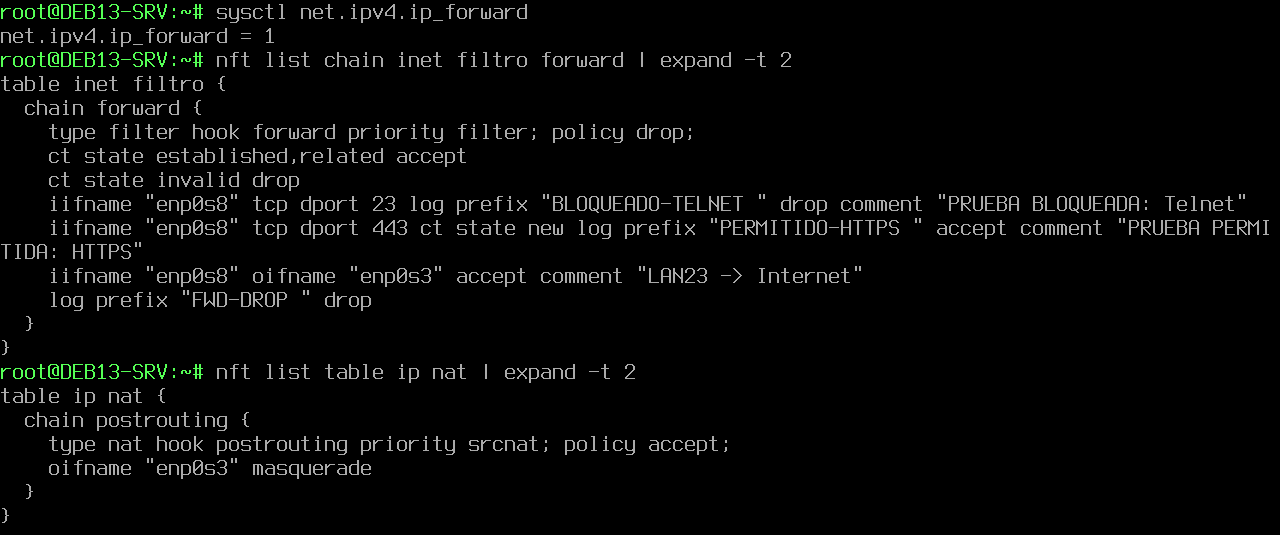 root@DEB13-SRV:~# sysctl net.ipv4.ip_forward
net.ipv4.ip_forward = 1
root@DEB13-SRV:~# nft list chain inet filtro forward | expand -t 2
table inet filtro {
  chain forward {
    type filter hook forward priority filter; policy drop;
    ct state established,related accept
    ct state invalid drop
    iifname "enp0s8" tcp dport 23 log prefix "BLOQUEADO-TELNET " drop comment "PRUEBA BLOQUEADA: Telnet"
    iifname "enp0s8" tcp dport 443 ct state new log prefix "PERMITIDO-HTTPS " accept comment "PRUEBA PERMI
TIDA: HTTPS"
    iifname "enp0s8" oifname "enp0s3" accept comment "LAN23 -> Internet"
    log prefix "FWD-DROP " drop
  }
}
root@DEB13-SRV:~# nft list table ip nat | expand -t 2
table ip nat {
  chain postrouting {
    type nat hook postrouting priority srcnat; policy accept;
    oifname "enp0s3" masquerade
  }
}